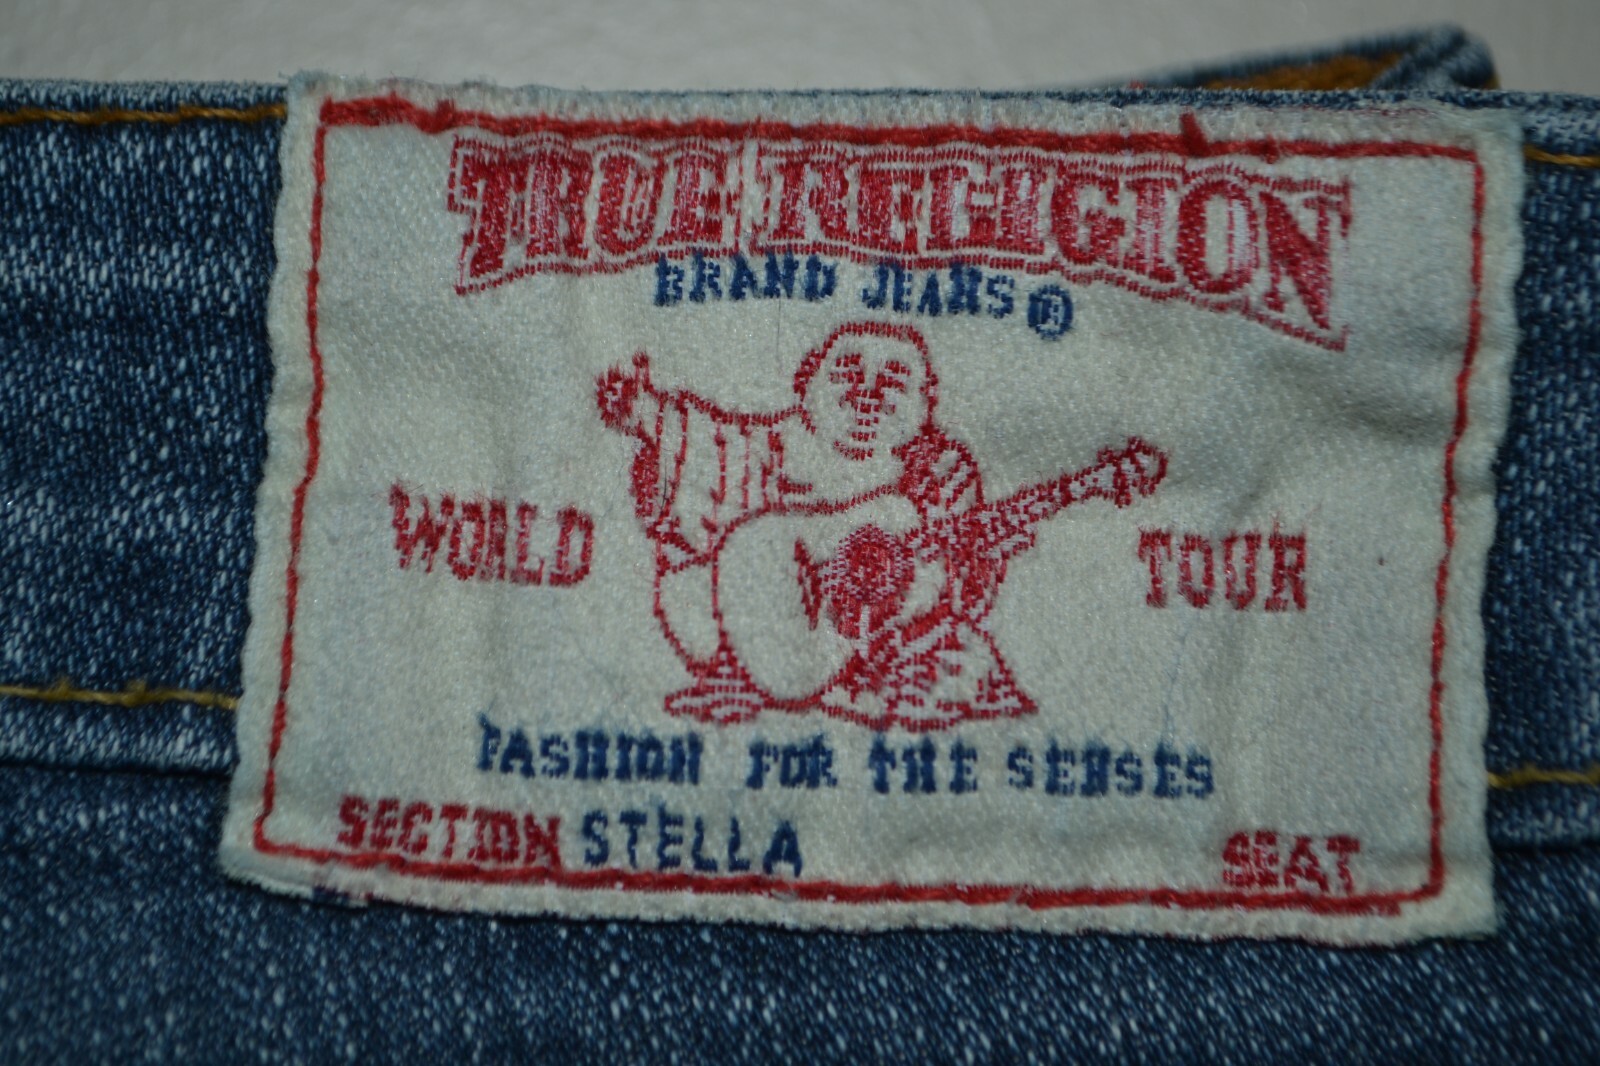 TRUE RELIGION
BRAND JEANS®
WORLD TOUR
FASHION FOR THE SENSES
SECTION STELLA SEAT